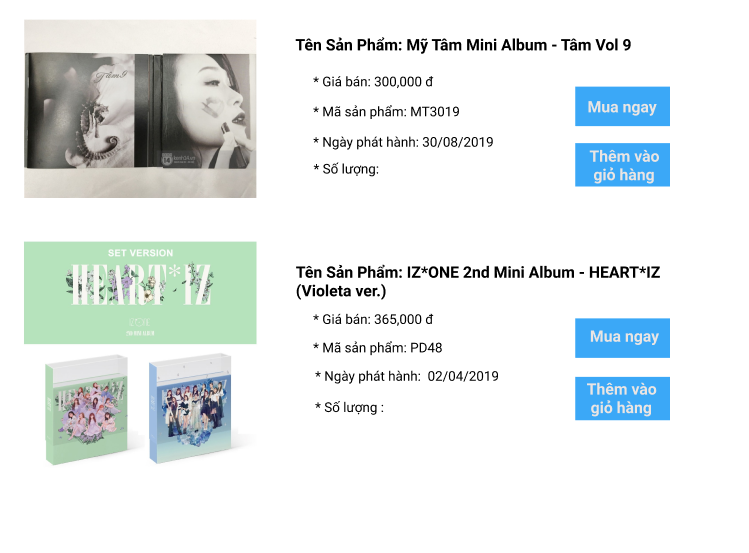 Tâm9
Tên Sản Phẩm: Mỹ Tâm Mini Album - Tâm Vol 9
* Giá bán: 300,000 đ
* Mã sản phẩm: MT3019
* Ngày phát hành: 30/08/2019
* Số lượng:
Mua ngay
Thêm vào
giỏ hàng
SET VERSION
HEART*IZ
Tên Sản Phẩm: IZ*ONE 2nd Mini Album - HEART*IZ
(Violeta ver.)
* Giá bán: 365,000 đ
* Mã sản phẩm: PD48
* Ngày phát hành:  02/04/2019
* Số lượng :
Mua ngay
Thêm vào
giỏ hàng
HEART*IZ
HEART*IZ